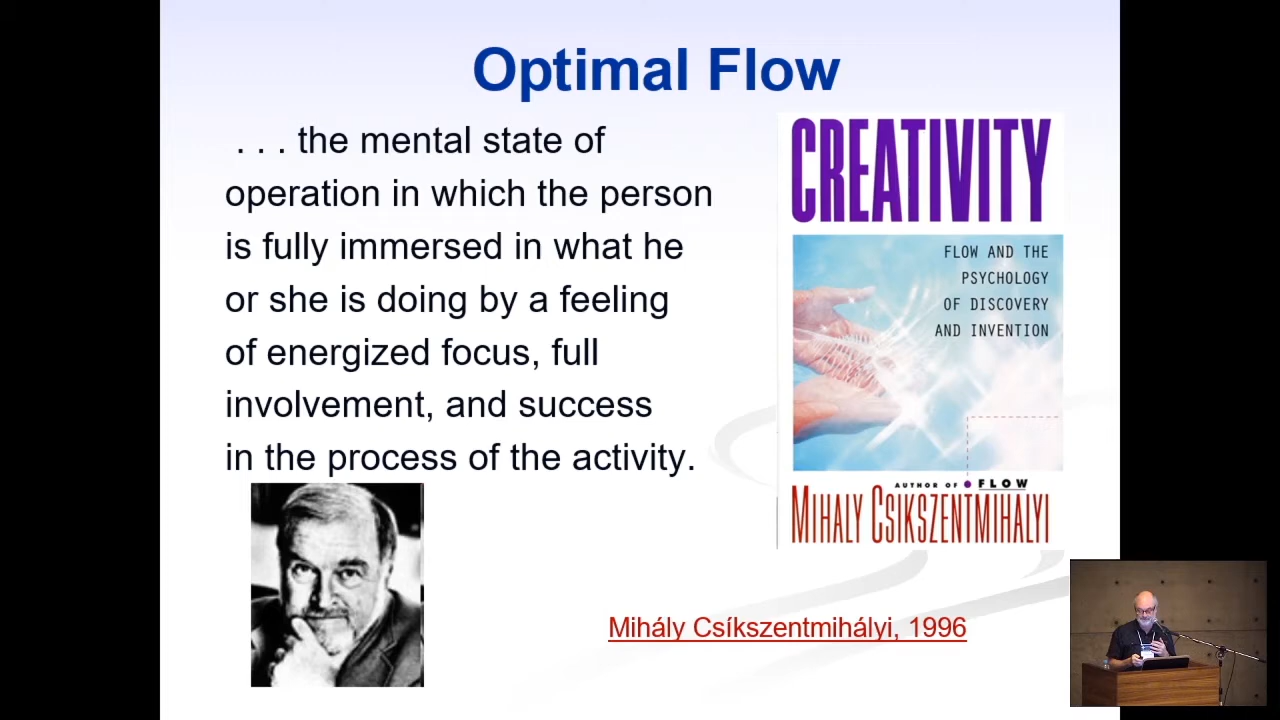 Optimal Flow
. . . the mental state of
operation in which the person
is fully immersed in what he
or she is doing by a feeling
of energized focus, full
involvement, and success
in the process of the activity.
CREATIVITY
FLOW AND THE
PSYCHOLOGY
OF DISCOVERY
AND INVENTION
AUTHOR OF • FLOW
MIHALY CSIKSZENTMIHALYI
Mihály Csíkszentmihályi, 1996